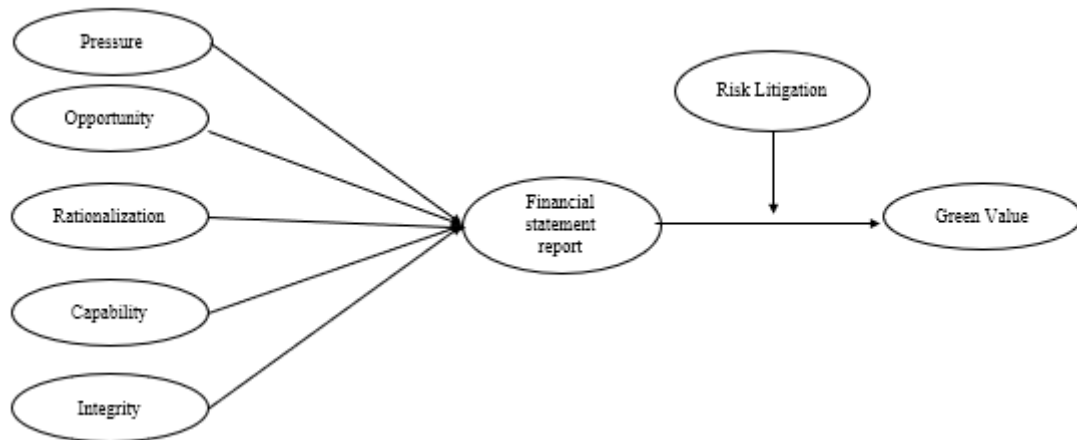 Pressure
Opportunity
Rationalization
Capability
Integrity
Financial
statement
report
Risk Litigation
Green Value